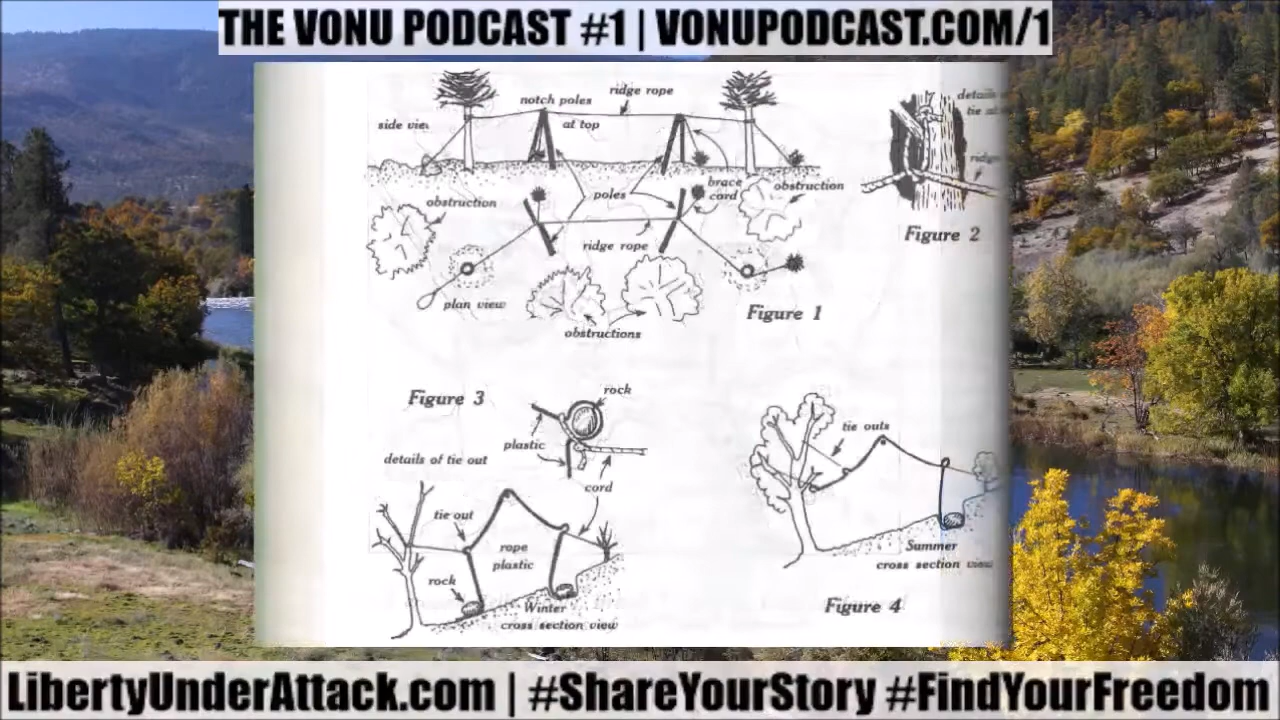 THE VONU PODCAST #1 | VONUPODCAST.COM/1
ridge rope
notch poles
at top
side view
details
tie
ridge
poles
brace
cord
obstruction
obstruction
ridge rope
plan view
obstructions
Figure 1
Figure 2
Figure 3
rock
plastic
details of tie out
cord
tie out
rope
plastic
rock
Winter
cross section view
tie outs
Summer
cross section view
Figure 4
LibertyUnderAttack.com | #ShareYourStory #FindYourFreedom